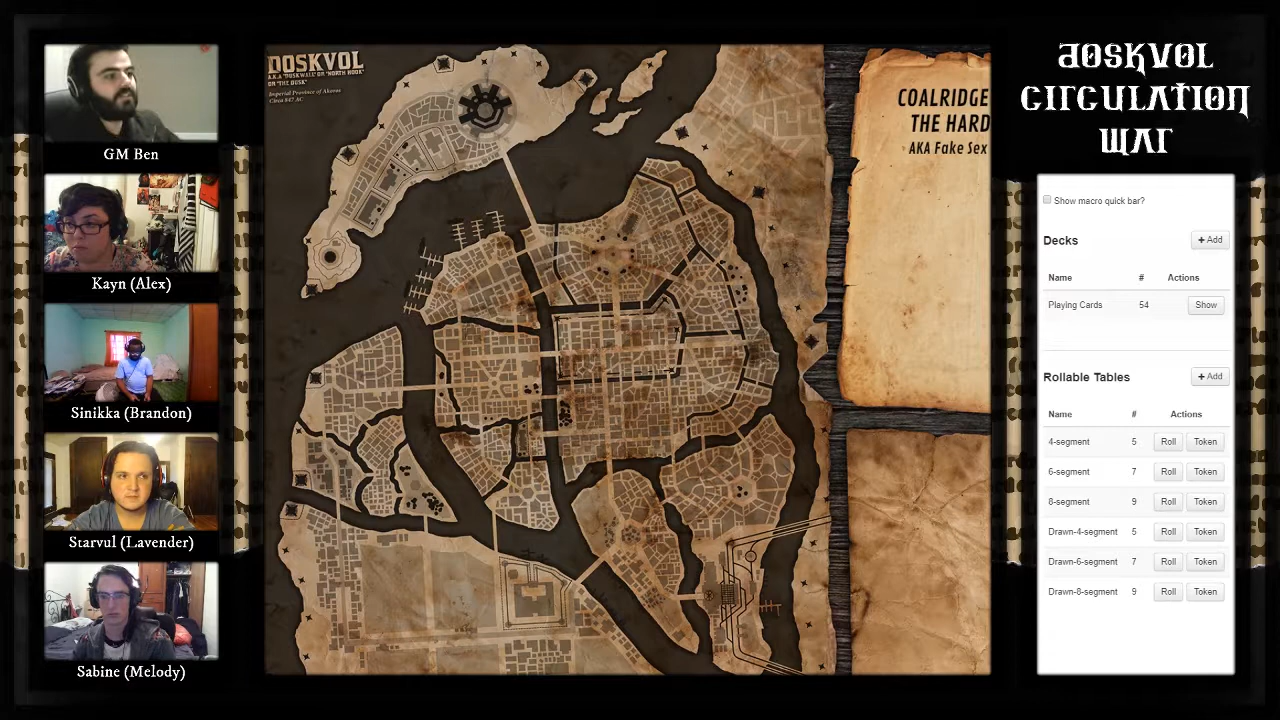 GM Ben
Kayn (Alex)
Sinikka (Brandon)
Starvul (Lavender)
Sabine (Melody)
DOSKVOL
A.K.A "DUSKWALL" OR "NORTH HOOK"
OR "THE DUSK"
Imperial Province of Akoros
Circa 847 AC
COALRIDGE
THE HARD
AKA Fake Sex
DOSKVOL
CIRCULATION
WAR
Show macro quick bar?
Decks
+ Add
Name # Actions
Playing Cards 54 Show
Rollable Tables
+ Add
Name # Actions
4-segment 5 Roll Token
6-segment 7 Roll Token
8-segment 9 Roll Token
Drawn-4-segment 5 Roll Token
Drawn-6-segment 7 Roll Token
Drawn-8-segment 9 Roll Token